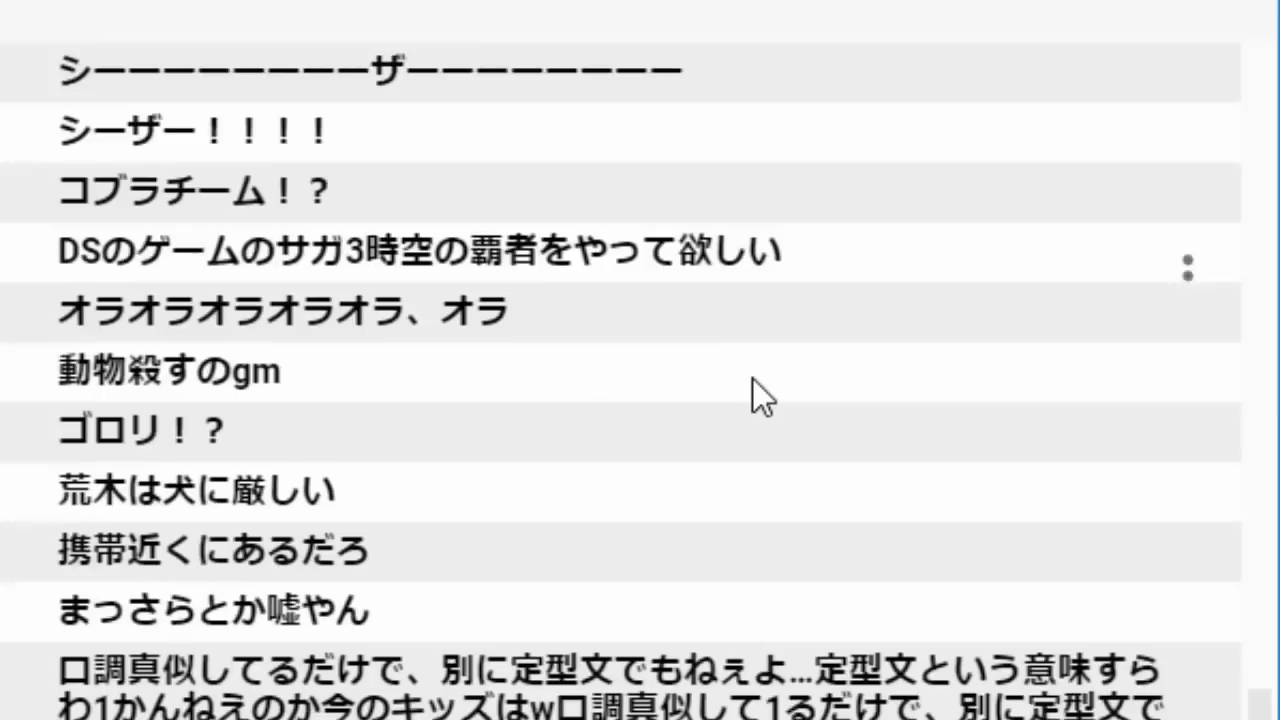 シーーーーーーーーザーーーーーーーー
シーザー！！！！
コブラチーム！？
DSのゲームのサガ3時空の覇者をやって欲しい
オラオラオラオラオラ、オラ
動物殺すのgm
ゴロリ！？
荒木は犬に厳しい
携帯近くにあるだろ
まっさらとか嘘やん
口調真似してるだけで、別に定型文でもねぇよ…定型文という意味すら
わ1かんねえのか今のキッズはw口調真似して1るだけで、別に定型文で